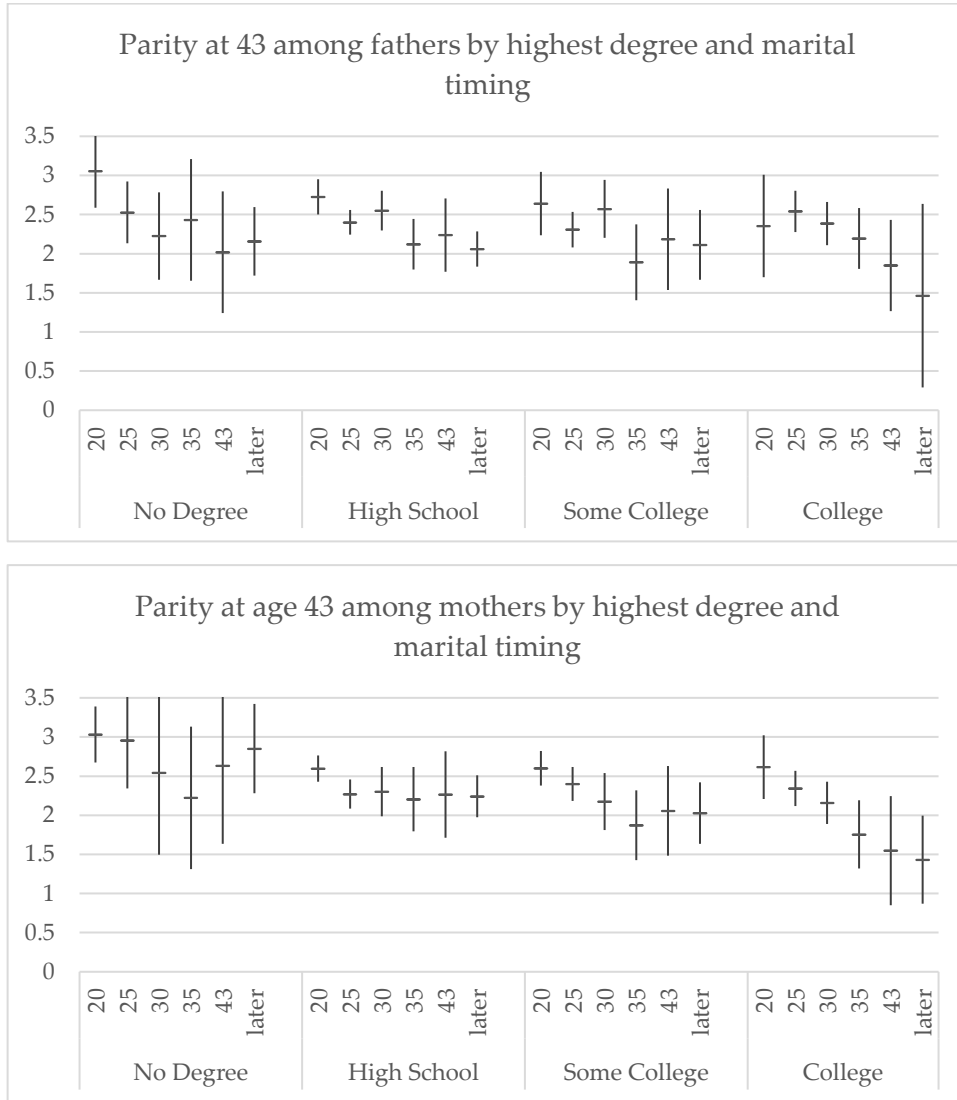 Parity at 43 among fathers by highest degree and marital
timing
3.5
3
2.5
2
1.5
1
0.5
0
20 25 30 35 43 later 20 25 30 35 43 later 20 25 30 35 43 later 20 25 30 35 43 later
No Degree High School Some College College
Parity at age 43 among mothers by highest degree and
marital timing
3.5
3
2.5
2
1.5
1
0.5
0
20 25 30 35 43 later 20 25 30 35 43 later 20 25 30 35 43 later 20 25 30 35 43 later
No Degree High School Some College College